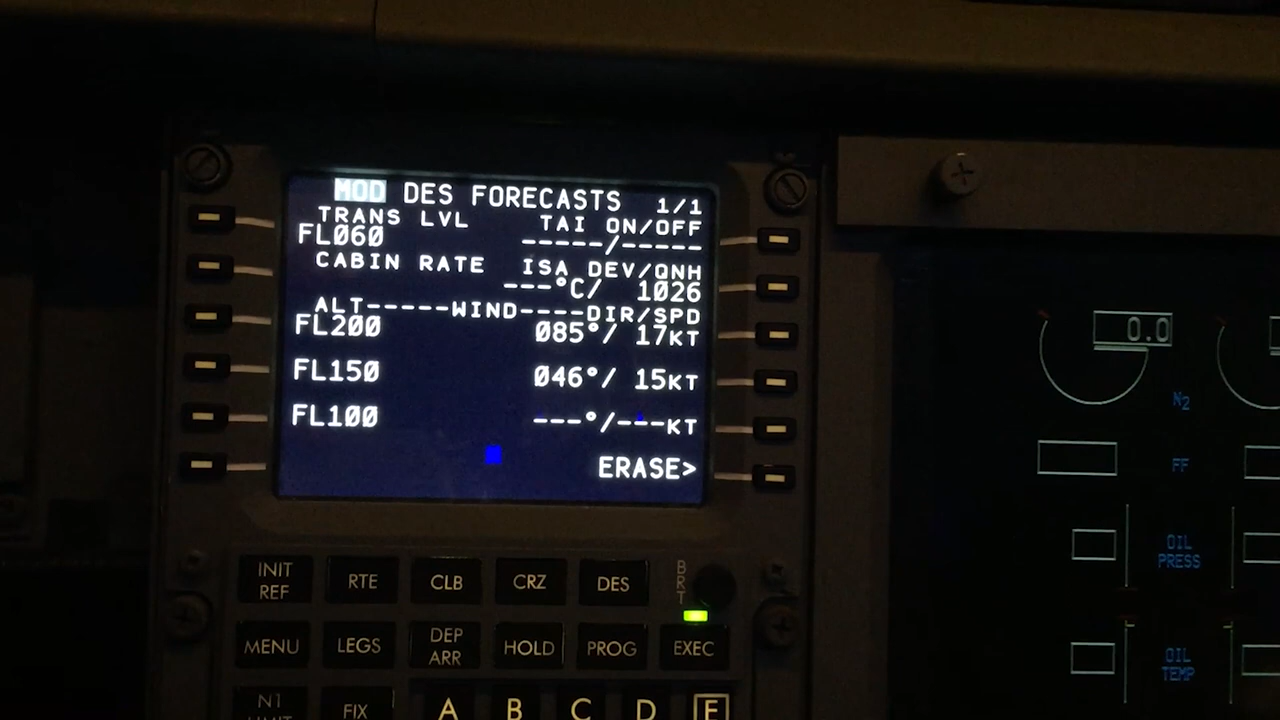 MOD DES FORECASTS 1/1
TRANS LVL TAI ON/OFF
FL060 -----/-----
CABIN RATE ISA DEV/QNH
---°C/ 1026
ALT-----WIND----DIR/SPD
FL200 085°/ 17KT
FL150 046°/ 15KT
FL100 ---°/---KT
ERASE>
INIT REF RTE CLB CRZ DES BRT
MENU LEGS DEP ARR HOLD PROG EXEC
N1 LIMIT FIX A B C D E
0.0
N2
FF
OIL
PRESS
OIL
TEMP